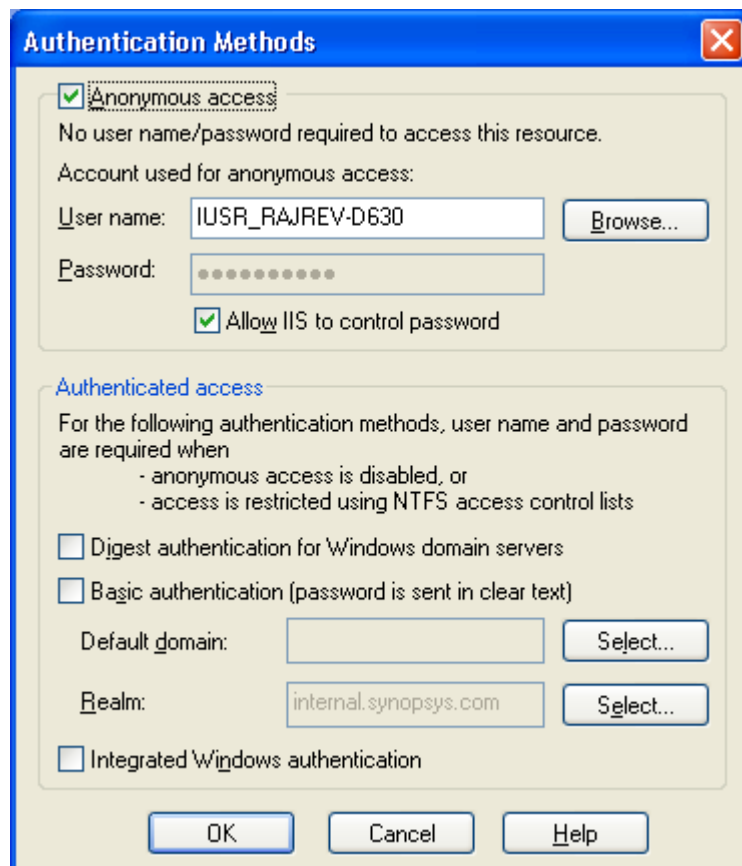 Authentication Methods
Anonymous access
No user name/password required to access this resource.
Account used for anonymous access:
User name: IUSR_RAJREV-D630 Browse...
Password: ●●●●●●●●●●
Allow IIS to control password
Authenticated access
For the following authentication methods, user name and password
are required when
- anonymous access is disabled, or
- access is restricted using NTFS access control lists
Digest authentication for Windows domain servers
Basic authentication (password is sent in clear text)
Default domain: Select...
Realm: internal.synopsys.com Select...
Integrated Windows authentication
OK Cancel Help